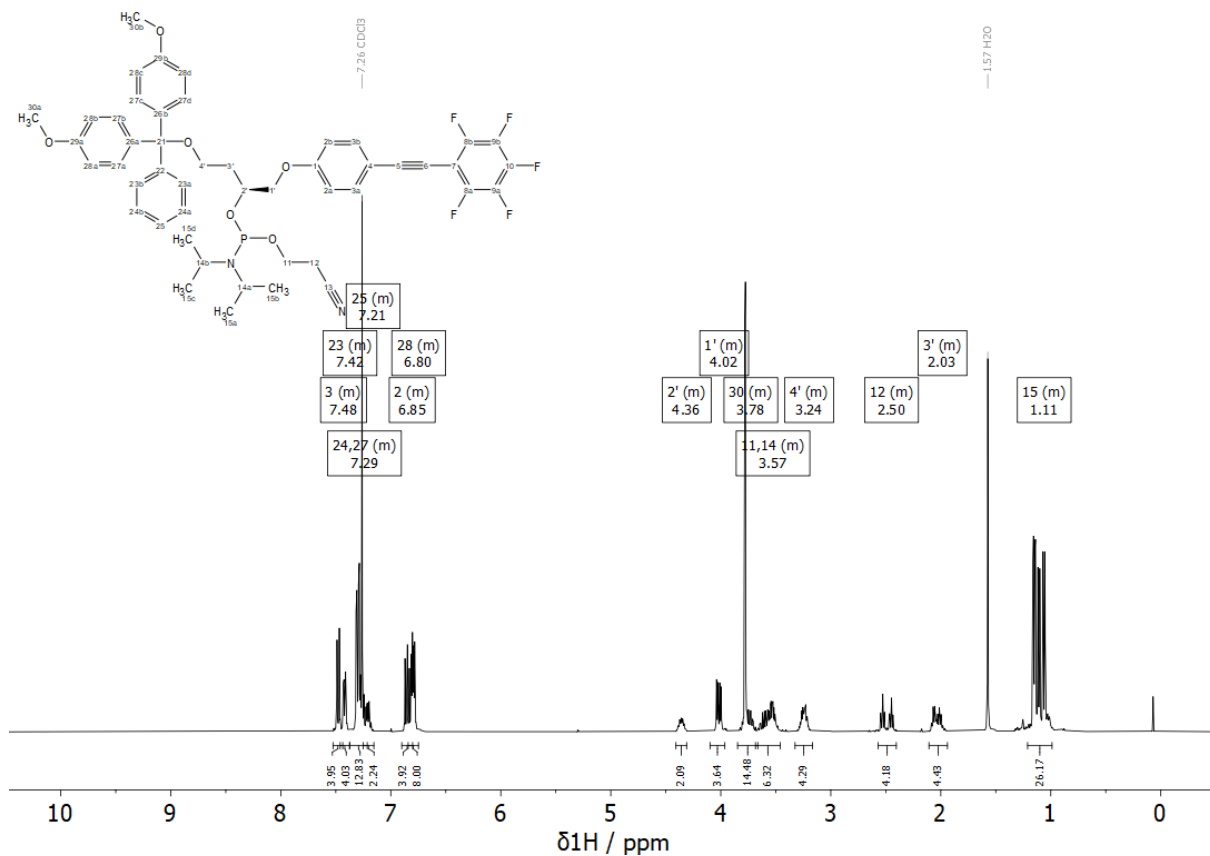 H₃C
30b
O
29b
28c
28d
27c
27d
26b
30a
H₃C
O
28b
27b
29a
26a
28a
27a
21
O
4'
3'
22
2'
1'
O
23b
23a
24b
24a
25
1
2b
3b
2a
3a
4
5
6
7
8b
9b
8a
9a
10
F
F
F
F
F
O
P
O
11
12
13
N
15d
H₃C
14b
N
14a
H₃C
15c
CH₃
15b
H₃C
15a
7.26 CDCl3
1.57 H2O
25 (m)
7.21
23 (m)
7.42
28 (m)
6.80
1' (m)
4.02
3' (m)
2.03
3 (m)
7.48
2 (m)
6.85
2' (m)
4.36
30 (m)
3.78
4' (m)
3.24
12 (m)
2.50
15 (m)
1.11
24,27 (m)
7.29
11,14 (m)
3.57
3.95
4.03
12.83
2.24
3.92
8.00
2.09
3.64
14.48
6.32
4.29
4.18
4.43
26.17
10
9
8
7
6
5
4
3
2
1
0
δ1H / ppm